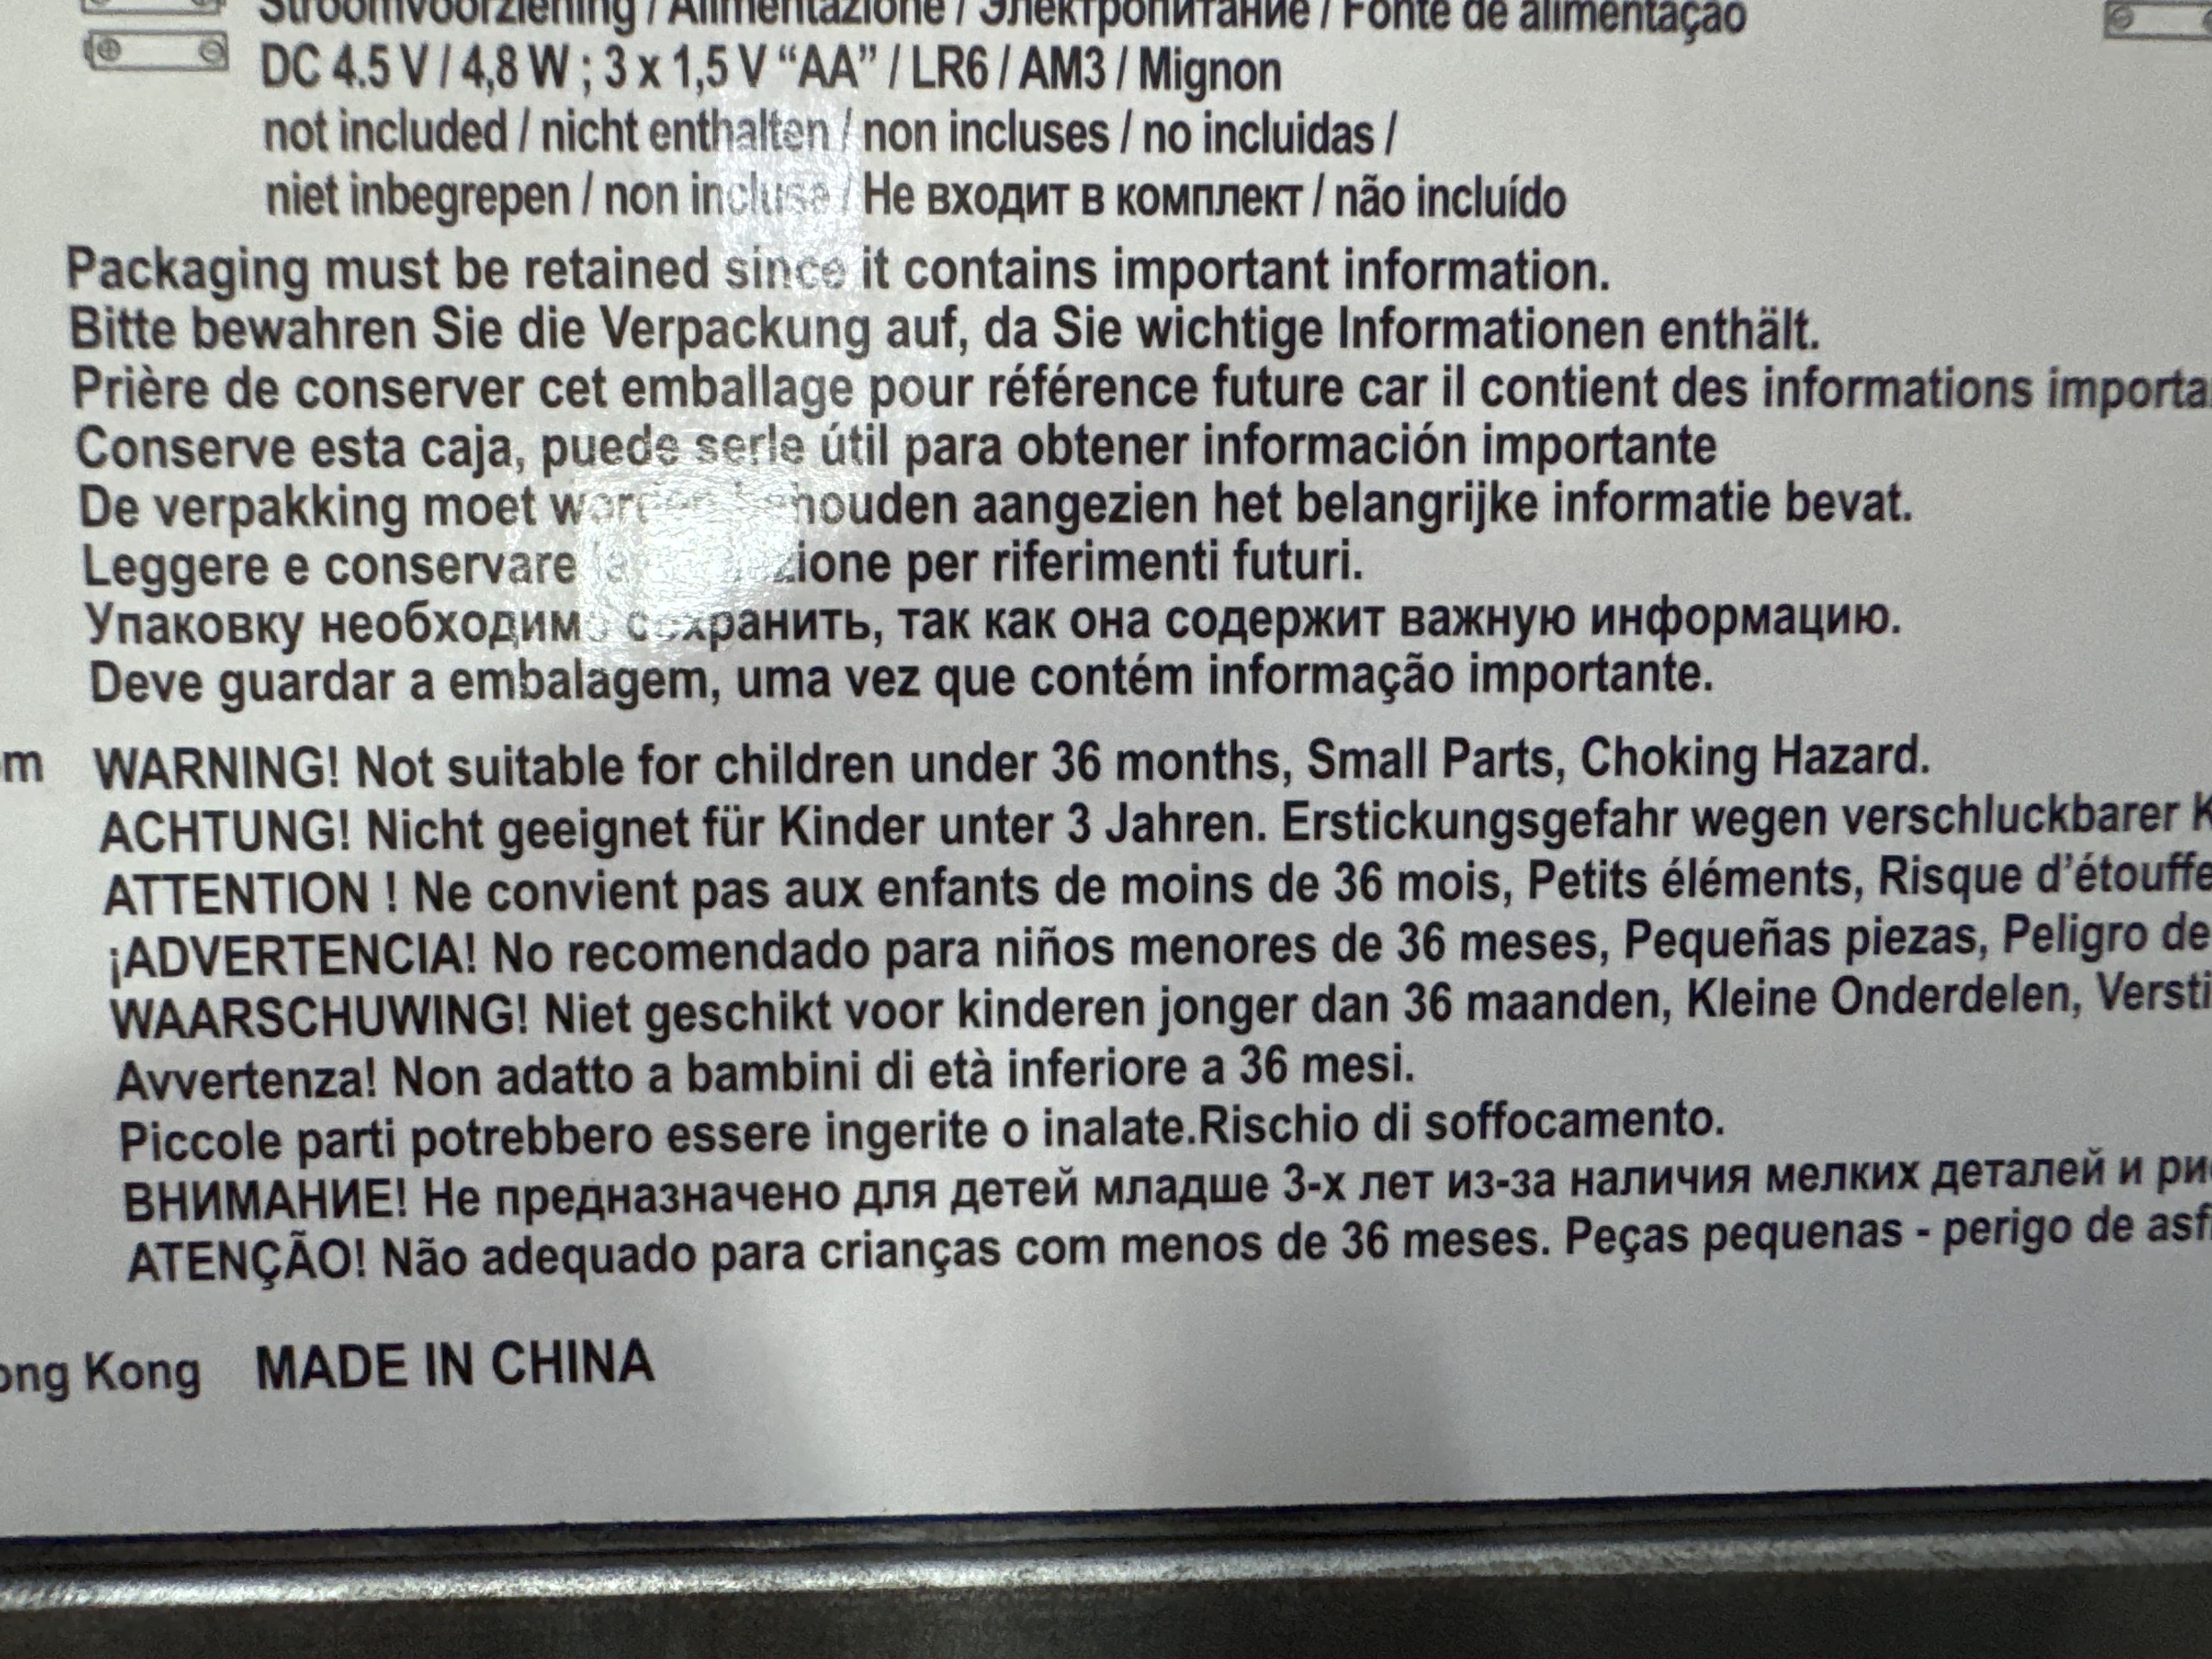 Stroomvoorziening / Alimentazione / Электропитание / Fonte de alimentação
DC 4.5 V / 4,8 W ; 3 x 1,5 V “AA” / LR6 / AM3 / Mignon
not included / nicht enthalten / non incluses / no incluidas /
niet inbegrepen / non incluse / Не входит в комплект / não incluído
Packaging must be retained since it contains important information.
Bitte bewahren Sie die Verpackung auf, da Sie wichtige Informationen enthält.
Prière de conserver cet emballage pour référence future car il contient des informations importa
Conserve esta caja, puede serle útil para obtener información importante
De verpakking moet aangezien het belangrijke informatie bevat.
Leggere e conservare per riferimenti futuri.
Упаковку необходимо сохранить, так как она содержит важную информацию.
Deve guardar a embalagem, uma vez que contém informação importante.
m WARNING! Not suitable for children under 36 months, Small Parts, Choking Hazard.
ACHTUNG! Nicht geeignet für Kinder unter 3 Jahren. Erstickungsgefahr wegen verschluckbarer K
ATTENTION ! Ne convient pas aux enfants de moins de 36 mois, Petits éléments, Risque d’étouffe
¡ADVERTENCIA! No recomendado para niños menores de 36 meses, Pequeñas piezas, Peligro de
WAARSCHUWING! Niet geschikt voor kinderen jonger dan 36 maanden, Kleine Onderdelen, Versti
Avvertenza! Non adatto a bambini di età inferiore a 36 mesi.
Piccole parti potrebbero essere ingerite o inalate.Rischio di soffocamento.
ВНИМАНИЕ! Не предназначено для детей младше 3-х лет из-за наличия мелких деталей и ри
ATENÇÃO! Não adequado para crianças com menos de 36 meses. Peças pequenas - perigo de asf
ong Kong MADE IN CHINA